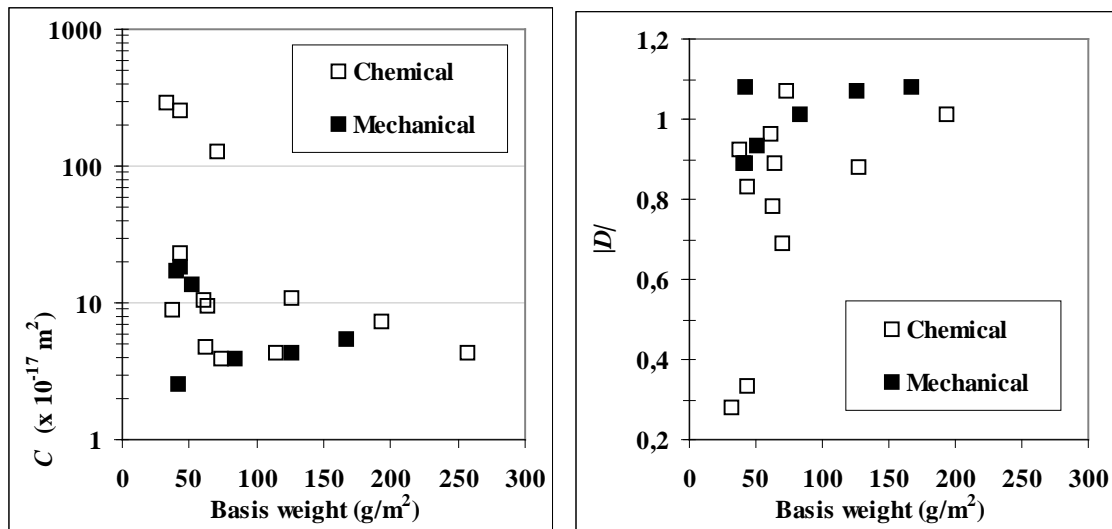 1000
100
10
1
C (x 10⁻¹⁷ m²)
Chemical
Mechanical
0 50 100 150 200 250 300
Basis weight (g/m²)
1,2
1
0,8
0,6
0,4
0,2
|D|
Chemical
Mechanical
0 50 100 150 200 250 300
Basis weight (g/m²)